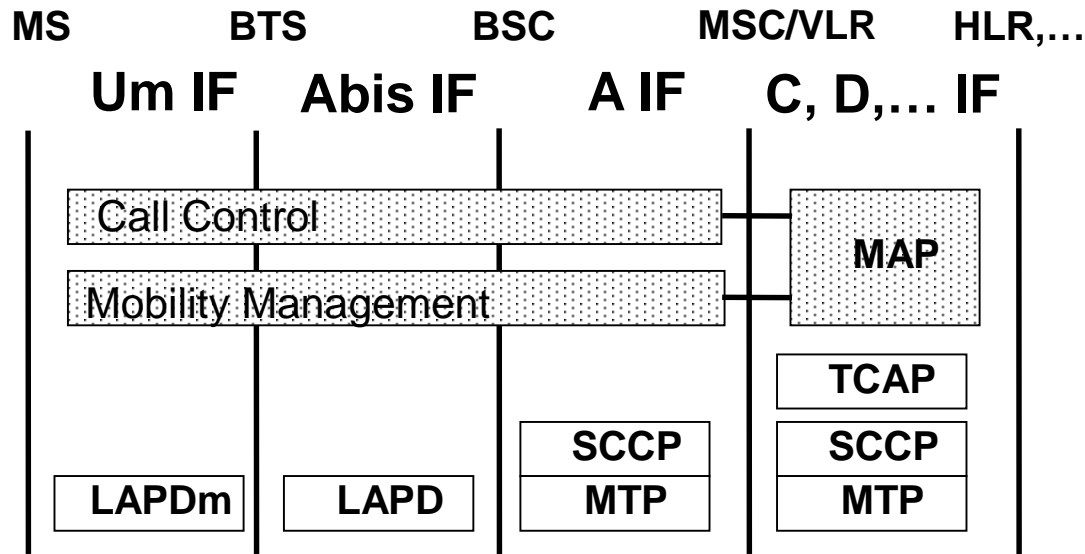 MS BTS BSC MSC/VLR HLR,...
Um IF Abis IF A IF C, D,... IF
Call Control
MAP
Mobility Management
TCAP
SCCP SCCP
LAPDm LAPD MTP MTP